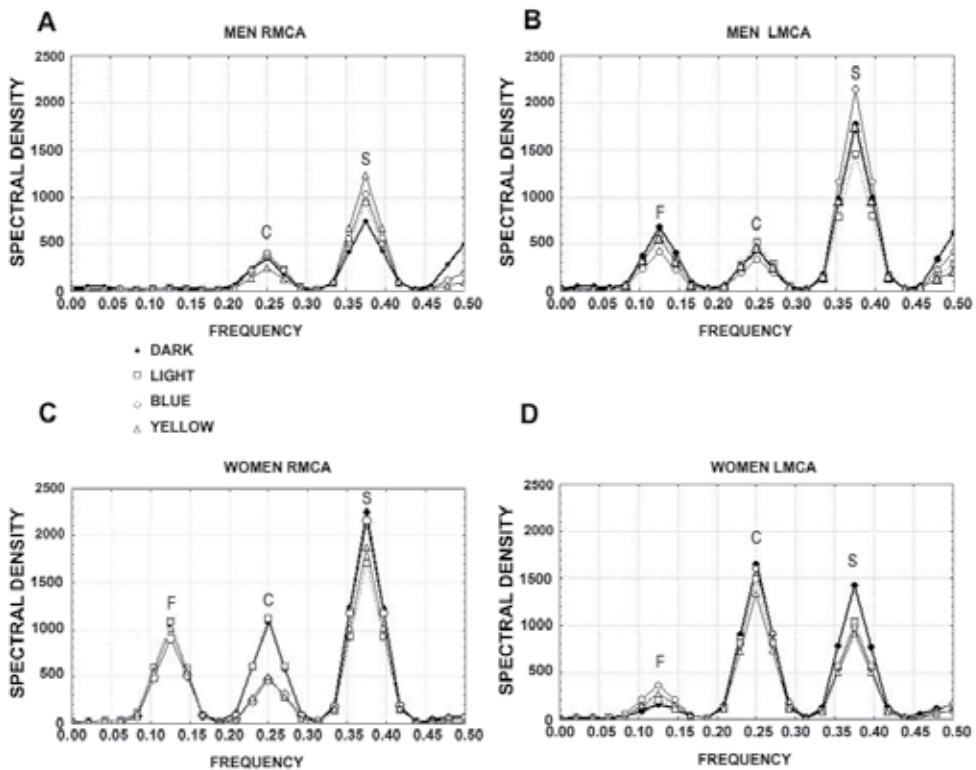 A
MEN RMCA
SPECTRAL DENSITY
2500
2000
1500
1000
500
0
C
S
0.00 0.05 0.10 0.15 0.20 0.25 0.30 0.35 0.40 0.45 0.50
FREQUENCY
B
MEN LMCA
SPECTRAL DENSITY
2500
2000
1500
1000
500
0
F
C
S
0.00 0.05 0.10 0.15 0.20 0.25 0.30 0.35 0.40 0.45 0.50
FREQUENCY
DARK
LIGHT
BLUE
YELLOW
C
WOMEN RMCA
SPECTRAL DENSITY
2500
2000
1500
1000
500
0
F
C
S
0.00 0.05 0.10 0.15 0.20 0.25 0.30 0.35 0.40 0.45 0.50
FREQUENCY
D
WOMEN LMCA
SPECTRAL DENSITY
2500
2000
1500
1000
500
0
F
C
S
0.00 0.05 0.10 0.15 0.20 0.25 0.30 0.35 0.40 0.45 0.50
FREQUENCY